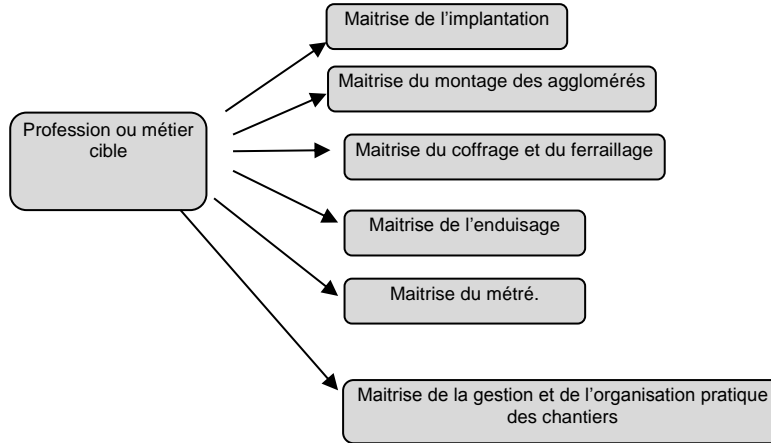 Maitrise de l'implantation
Maitrise du montage des agglomérés
Profession ou métier
cible
Maitrise du coffrage et du ferraillage
Maitrise de l'enduisage
Maitrise du métré.
Maitrise de la gestion et de l'organisation pratique
des chantiers